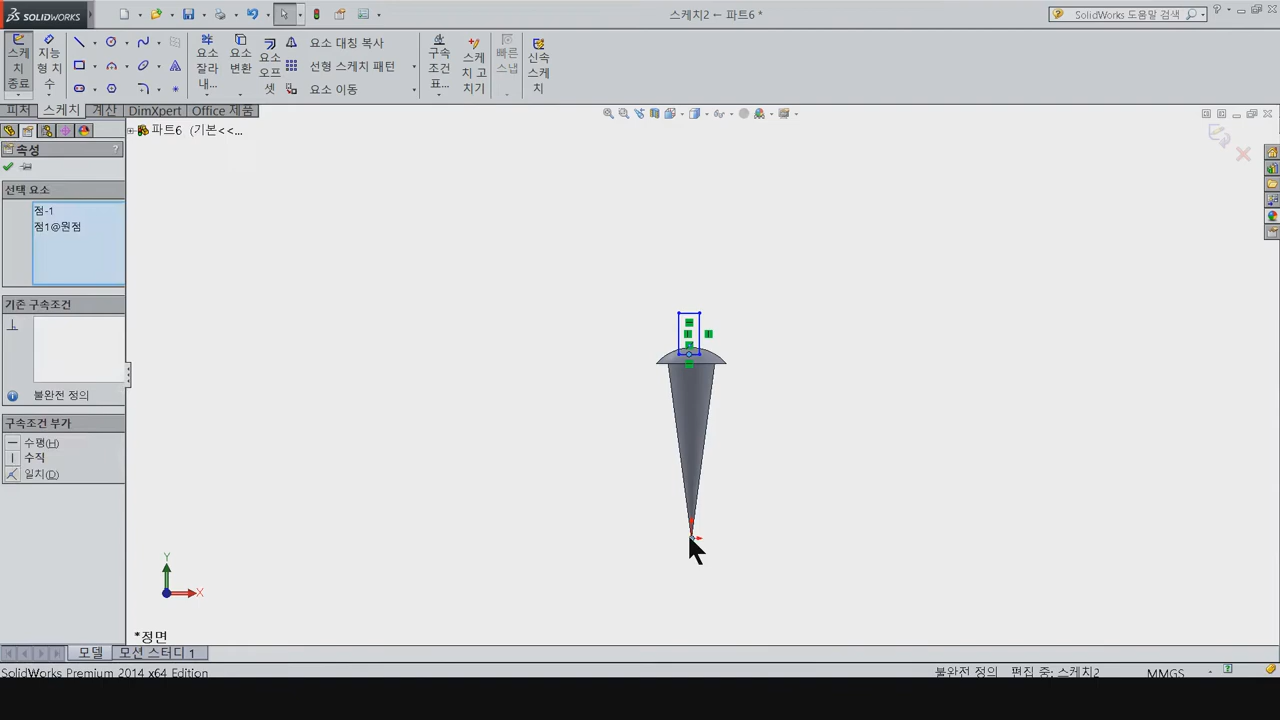 SOLIDWORKS
스케치2 ← 파트6 *
SolidWorks 도움말 검색
스케치 종료
지능형 치수
요소 잘라내...
요소 변환
요소 오프셋
요소 대칭 복사
선형 스케치 패턴
요소 이동
구속조건 표...
스케치 고치기
빠른 스냅
신속 스케치
피처
스케치
계산
DimXpert
Office 제품
파트6 (기본<<...
속성
?
선택 요소
점-1
점1@원점
기존 구속조건
불완전 정의
구속조건 부가
수평(H)
수직
일치(D)
Y
X
*정면
모델
모션 스터디 1
SolidWorks Premium 2014 x64 Edition
불완전 정의
편집 중: 스케치2
MMGS